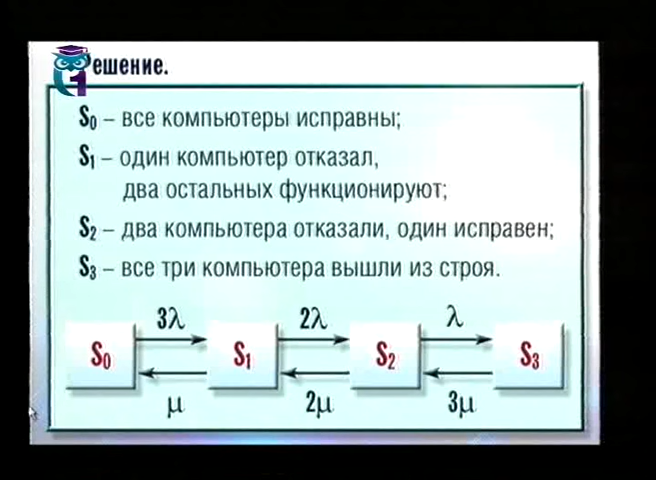 Решение.
S₀ – все компьютеры исправны;
S₁ – один компьютер отказал,
два остальных функционируют;
S₂ – два компьютера отказали, один исправен;
S₃ – все три компьютера вышли из строя.
3λ 2λ λ
S₀ S₁ S₂ S₃
μ 2μ 3μ